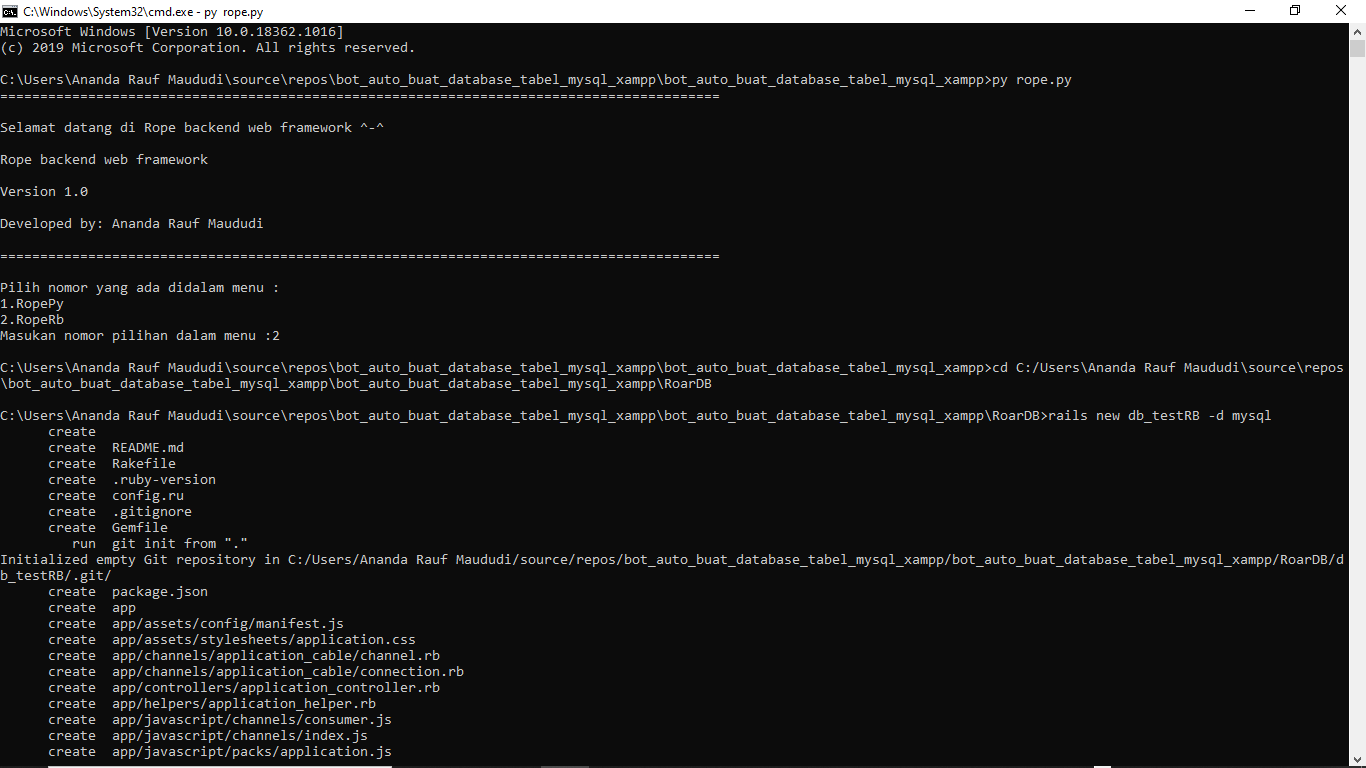 C:\Windows\System32\cmd.exe - py rope.py
Microsoft Windows [Version 10.0.18362.1016]
(c) 2019 Microsoft Corporation. All rights reserved.
C:\Users\Ananda Rauf Maududi\source\repos\bot_auto_buat_database_tabel_mysql_xampp\bot_auto_buat_database_tabel_mysql_xampp>py rope.py
==========================================================================================
Selamat datang di Rope backend web framework ^-^
Rope backend web framework
Version 1.0
Developed by: Ananda Rauf Maududi
==========================================================================================
Pilih nomor yang ada didalam menu :
1.RopePy
2.RopeRb
Masukan nomor pilihan dalam menu :2
C:\Users\Ananda Rauf Maududi\source\repos\bot_auto_buat_database_tabel_mysql_xampp\bot_auto_buat_database_tabel_mysql_xampp>cd C:/Users\Ananda Rauf Maududi\source\repos
\bot_auto_buat_database_tabel_mysql_xampp\bot_auto_buat_database_tabel_mysql_xampp\RoarDB
C:\Users\Ananda Rauf Maududi\source\repos\bot_auto_buat_database_tabel_mysql_xampp\bot_auto_buat_database_tabel_mysql_xampp\RoarDB>rails new db_testRB -d mysql
create
create README.md
create Rakefile
create .ruby-version
create config.ru
create .gitignore
create Gemfile
run git init from "."
Initialized empty Git repository in C:/Users/Ananda Rauf Maududi/source/repos/bot_auto_buat_database_tabel_mysql_xampp/bot_auto_buat_database_tabel_mysql_xampp/RoarDB/d
b_testRB/.git/
create package.json
create app
create app/assets/config/manifest.js
create app/assets/stylesheets/application.css
create app/channels/application_cable/channel.rb
create app/channels/application_cable/connection.rb
create app/controllers/application_controller.rb
create app/helpers/application_helper.rb
create app/javascript/channels/consumer.js
create app/javascript/channels/index.js
create app/javascript/packs/application.js